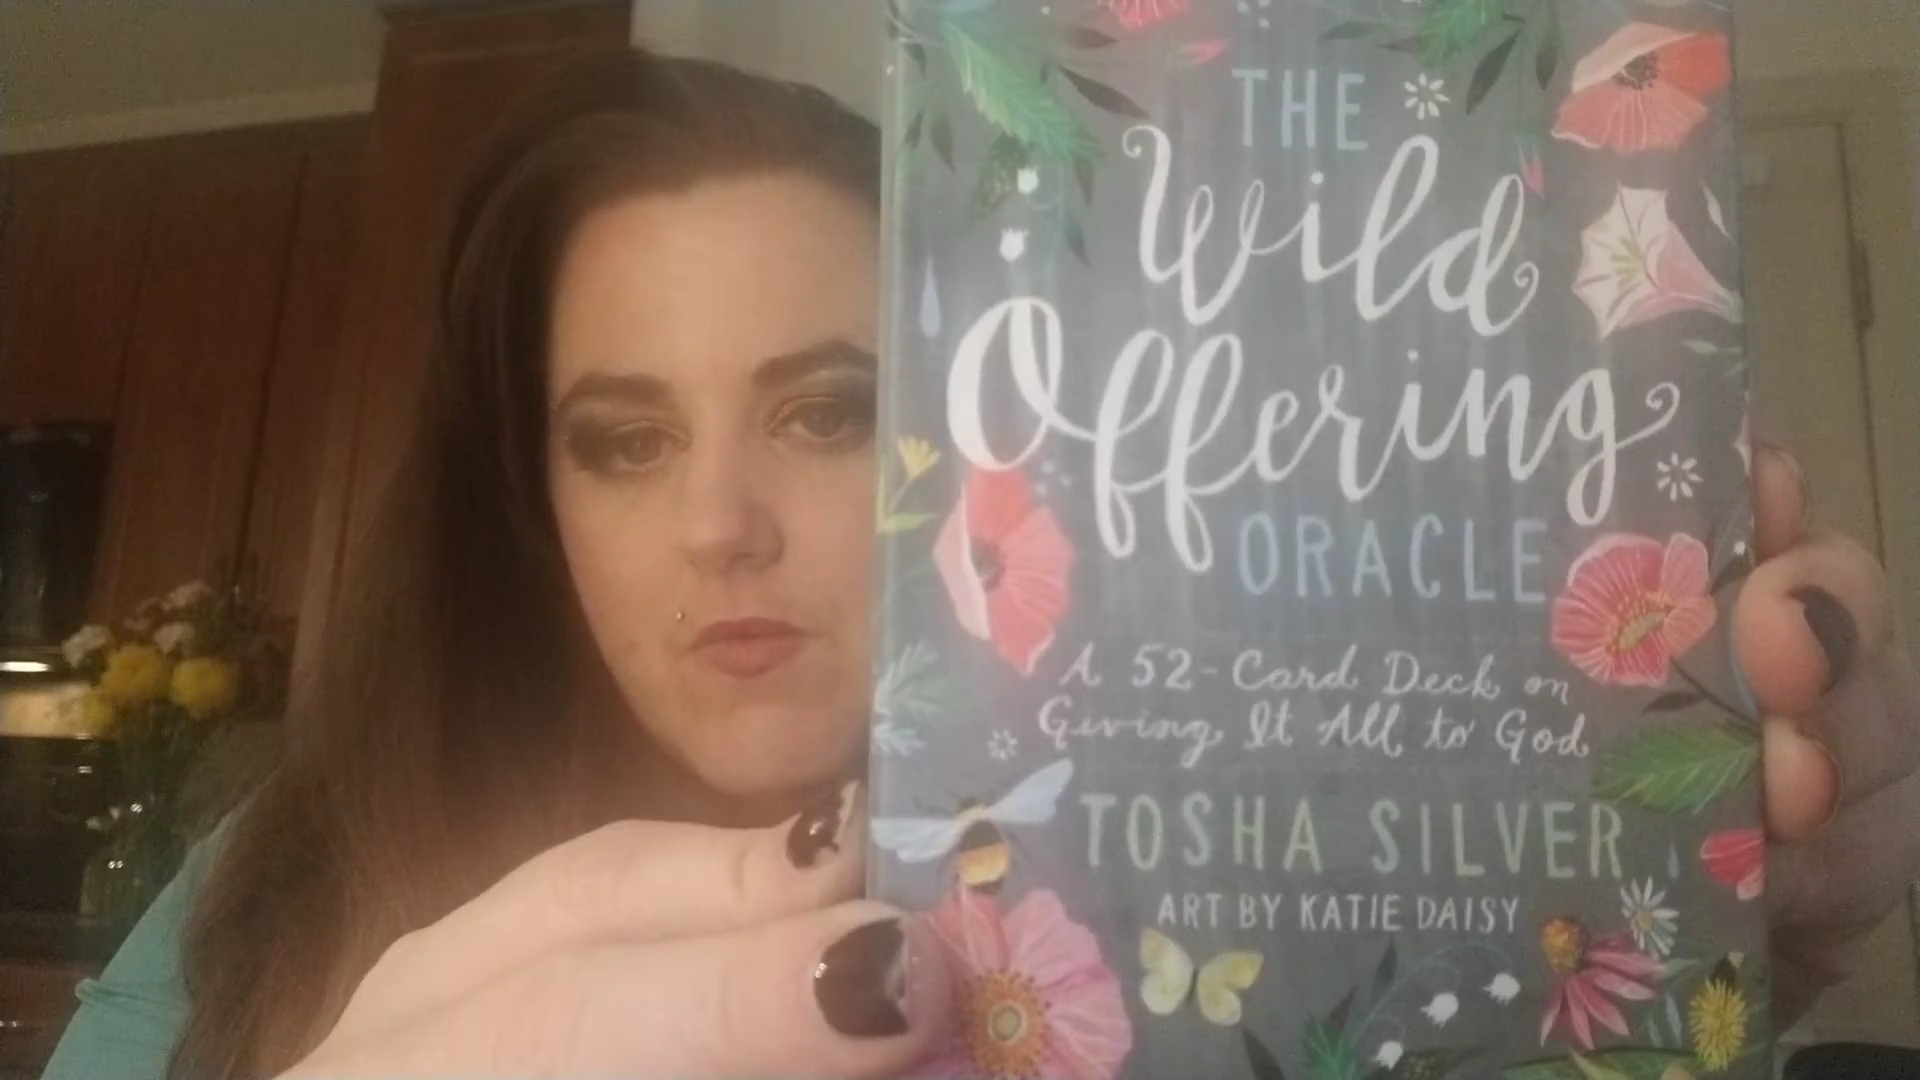 THE
Wild
Offering
ORACLE
A 52-Card Deck on
Giving It All to God
TOSHA SILVER
ART BY KATIE DAISY